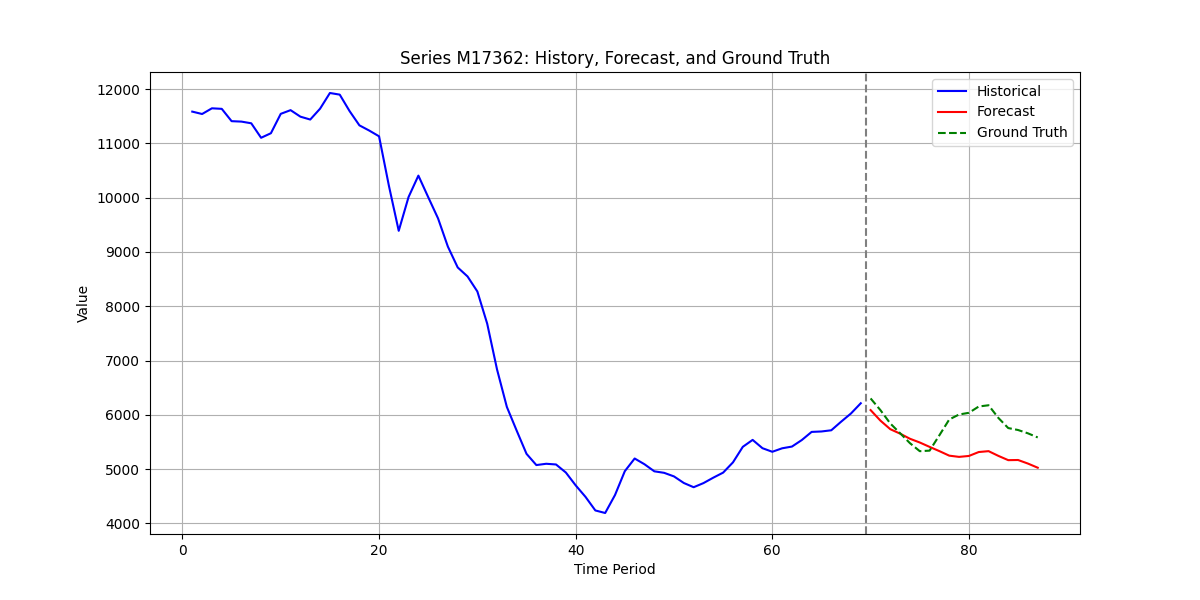 Series M17362: History, Forecast, and Ground Truth
Historical
Forecast
Ground Truth
12000
11000
10000
9000
8000
7000
6000
5000
4000
Value
0
20
40
60
80
Time Period